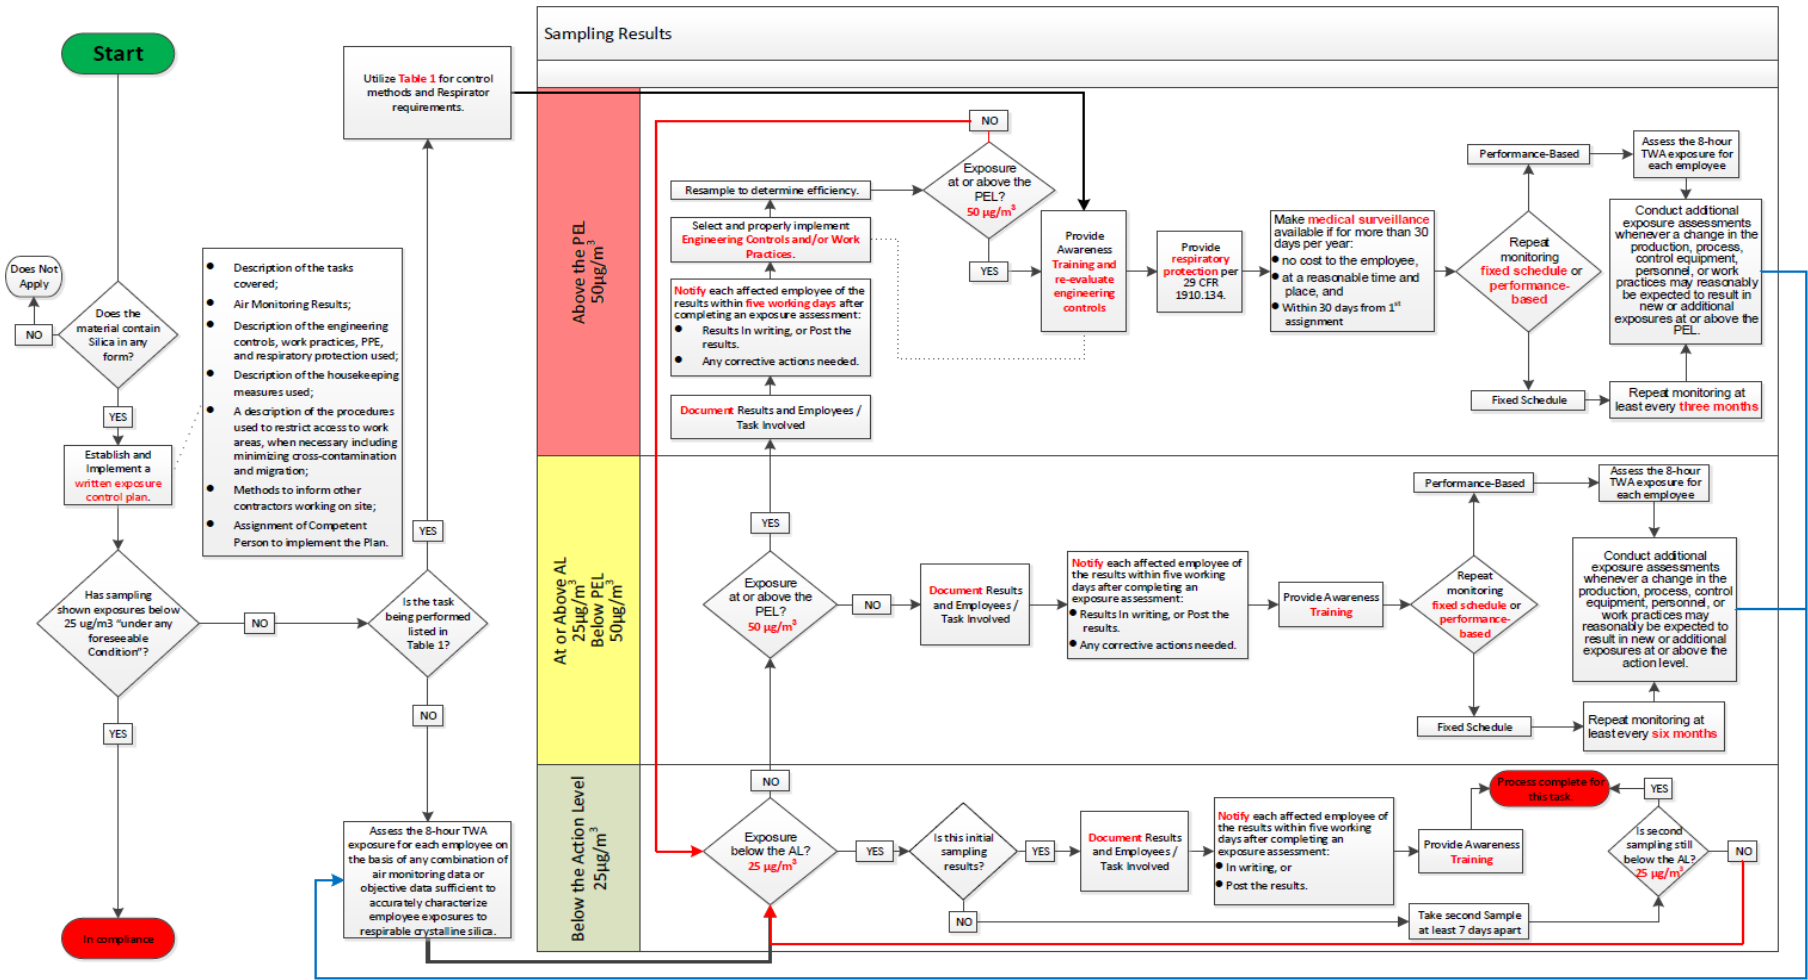 Start
Does Not
Apply
NO
Does the
material contain
Silica in any
form?
YES
Establish and
Implement a
written exposure
control plan.
Has sampling
shown exposures below
25 ug/m3 "under any
foreseeable
Condition"?
YES
In compliance
NO
● Description of the tasks
covered;
● Air Monitoring Results;
● Description of the engineering
controls, work practices, PPE,
and respiratory protection used;
● Description of the housekeeping
measures used;
● A description of the procedures
used to restrict access to work
areas, when necessary including
minimizing cross-contamination
and migration;
● Methods to inform other
contractors working on site;
● Assignment of Competent
Person to implement the Plan.
Utilize Table 1 for control
methods and Respirator
requirements.
YES
Is the task
being performed
listed in
Table 1?
NO
Assess the 8-hour TWA
exposure for each employee on
the basis of any combination of
air monitoring data or
objective data sufficient to
accurately characterize
employee exposures to
respirable crystalline silica.
Sampling Results
Above the PEL
50µg/m³
NO
Exposure
at or above the
PEL?
50 µg/m³
YES
Resample to determine efficiency.
Select and properly implement
Engineering Controls and/or Work
Practices.
Notify each affected employee of the
results within five working days after
completing an exposure assessment:
● Results In writing, or Post the
results.
● Any corrective actions needed.
Document Results and Employees /
Task Involved
Provide
Awareness
Training and
re-evaluate
engineering
controls
Provide
respiratory
protection per
29 CFR
1910.134.
Make medical surveillance
available if for more than 30
days per year:
● no cost to the employee,
● at a reasonable time and
place, and
● Within 30 days from 1st
assignment
Repeat
monitoring
fixed schedule or
performance-
based
Performance-Based
Assess the 8-hour
TWA exposure for
each employee
Conduct additional
exposure assessments
whenever a change in the
production, process,
control equipment,
personnel, or work
practices may reasonably
be expected to result in
new or additional
exposures at or above the
PEL.
Fixed Schedule
Repeat monitoring at
least every three months
At or Above AL
25µg/m³
Below PEL
50µg/m³
YES
Exposure
at or above the
PEL?
50 µg/m³
NO
Document Results
and Employees /
Task Involved
Notify each affected employee of
the results within five working
days after completing an
exposure assessment:
● Results In writing, or Post the
results.
● Any corrective actions needed.
Provide Awareness
Training
Repeat
monitoring
fixed schedule or
performance-
based
Performance-Based
Assess the 8-hour
TWA exposure for
each employee
Conduct additional
exposure assessments
whenever a change in the
production, process, control
equipment, personnel, or
work practices may
reasonably be expected to
result in new or additional
exposures at or above the
action level.
Fixed Schedule
Repeat monitoring at
least every six months
Below the Action Level
25µg/m³
NO
Exposure
below the AL?
25 µg/m³
YES
Is this initial
sampling
results?
YES
NO
Document Results
and Employees /
Task Involved
Notify each affected employee of
the results within five working
days after completing an
exposure assessment:
● In writing, or
● Post the results.
Provide Awareness
Training
Process complete for
this task.
YES
Is second
sampling still
below the AL?
25 µg/m³
NO
Take second Sample
at least 7 days apart